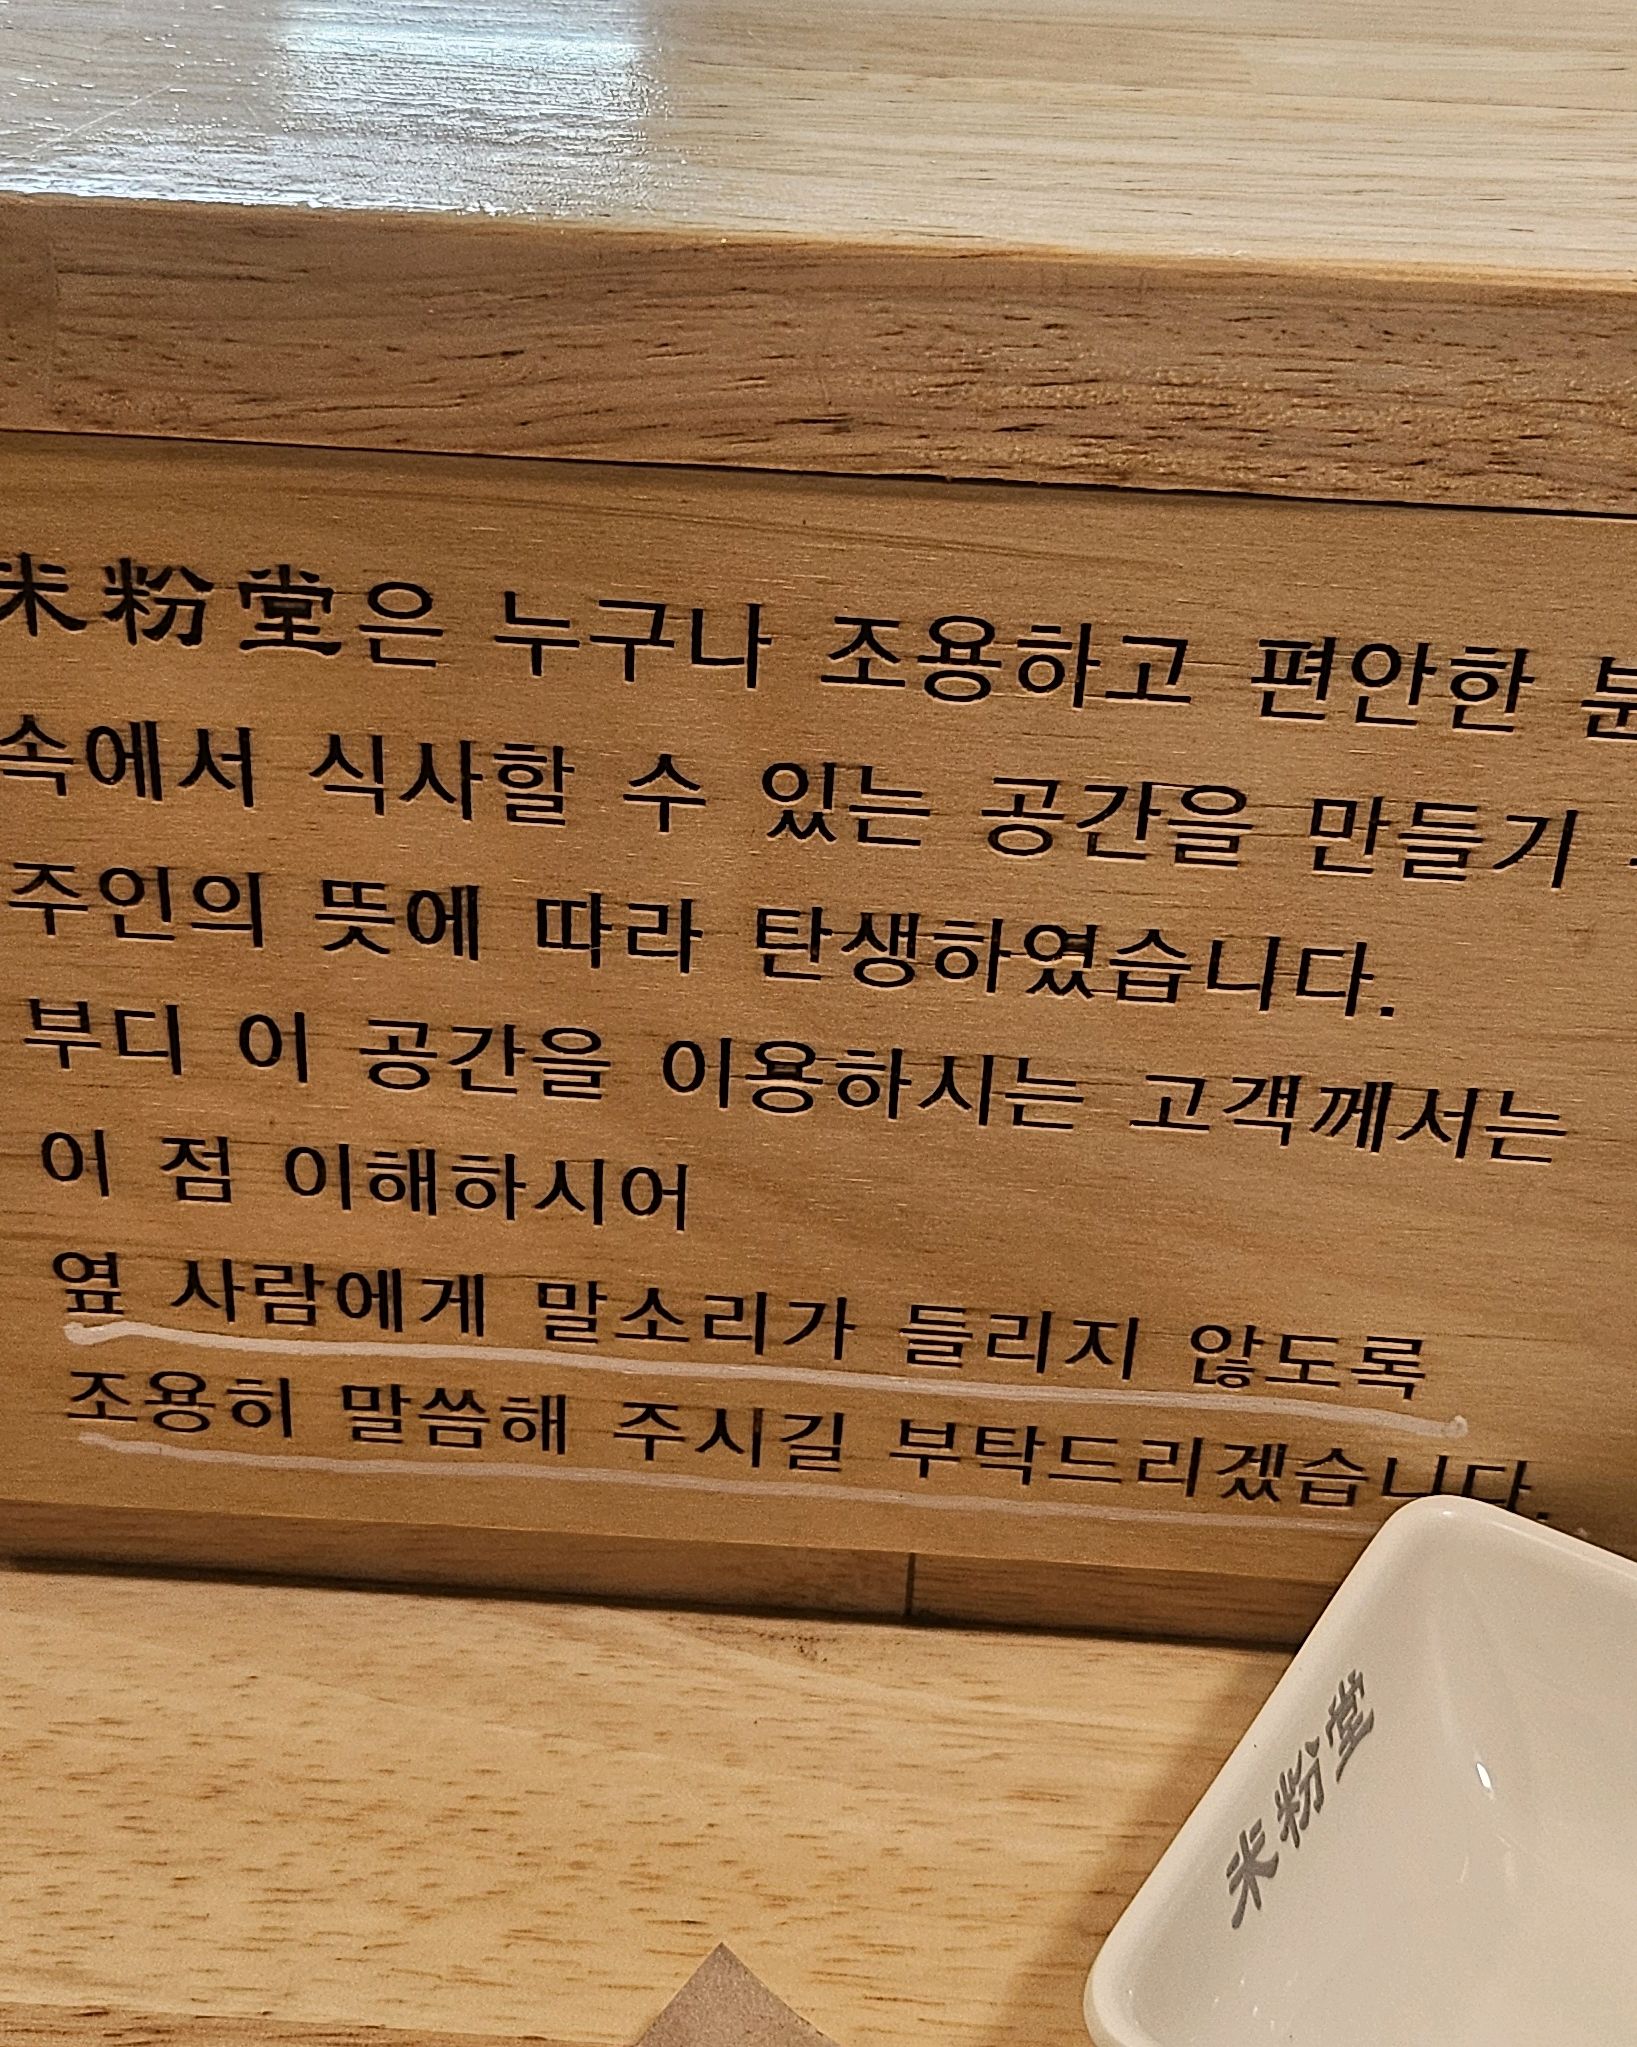 米粉堂은 누구나 조용하고 편안한
속에서 식사할 수 있는 공간을 만들기
주인의 뜻에 따라 탄생하였습니다.
부디 이 공간을 이용하시는 고객께서는
이 점 이해하시어
옆 사람에게 말소리가 들리지 않도록
조용히 말씀해 주시길 부탁드리겠습니다.
米粉堂